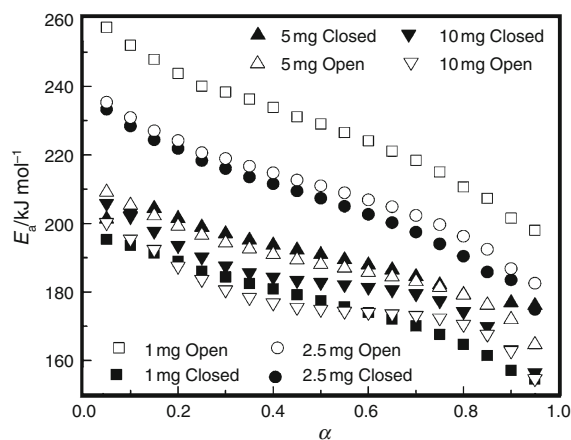 260
240
220
200
180
160
Eₐ/kJ mol⁻¹
5 mg Closed
10 mg Closed
5 mg Open
10 mg Open
1 mg Open
2.5 mg Open
1 mg Closed
2.5 mg Closed
0.0 0.2 0.4 0.6 0.8 1.0
α